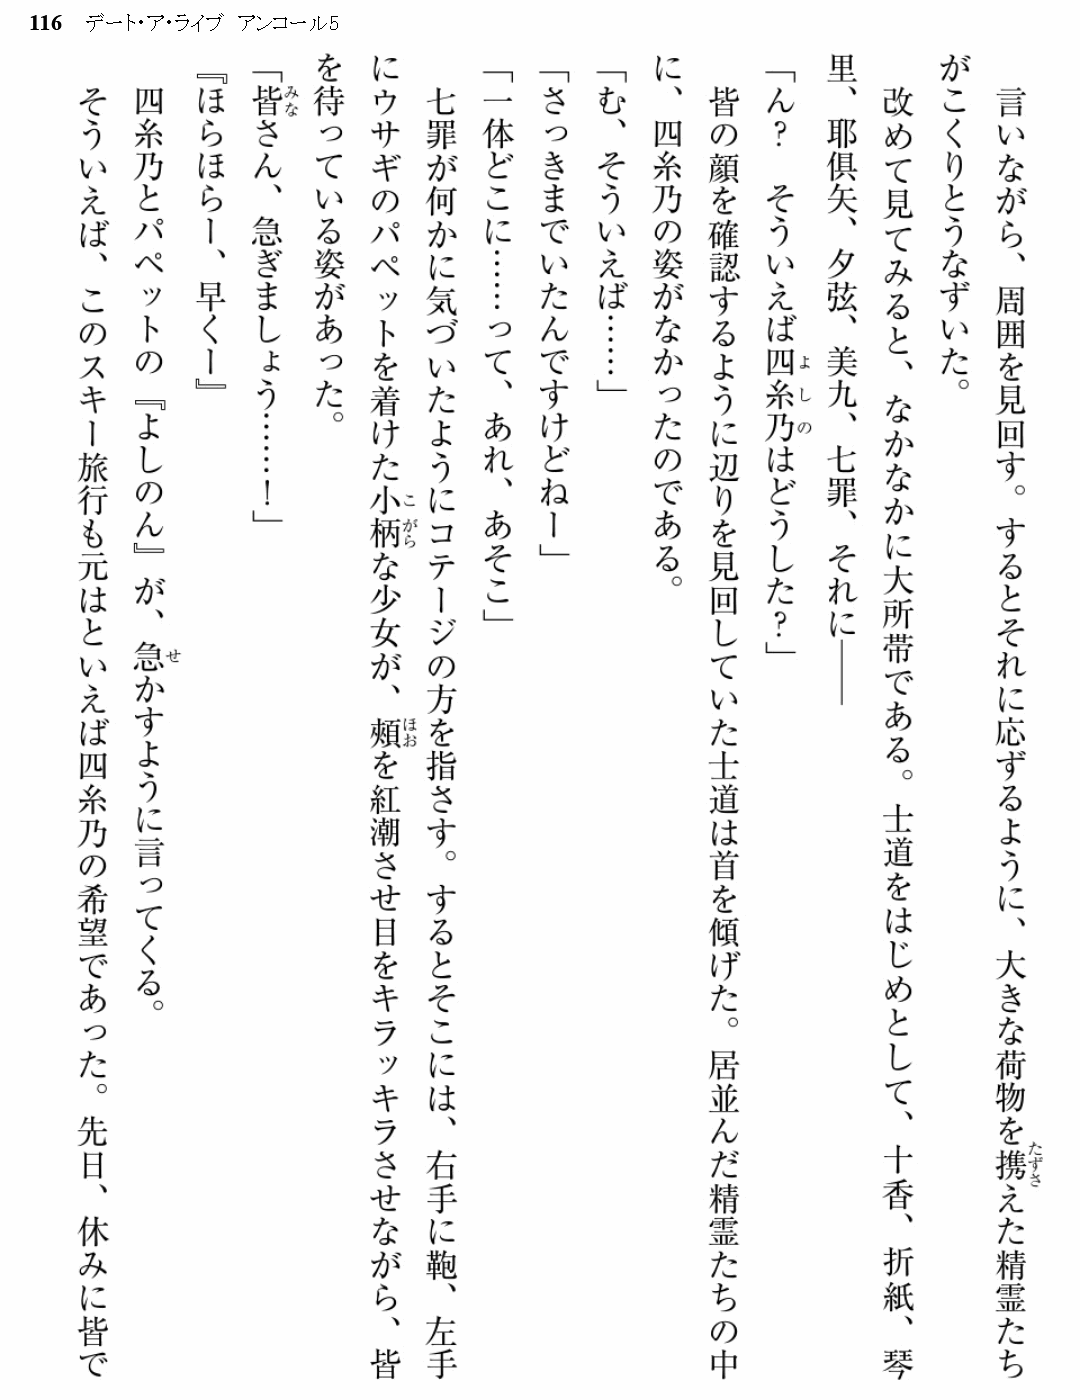 116 デート・ア・ライブ アンコール5
言いながら、周囲を見回す。するとそれに応ずるように、大きな荷物を携えた精霊たち
がこくりとうなずいた。
改めて見てみると、なかなかに大所帯である。士道をはじめとして、十香、折紙、琴
里、耶倶矢、夕弦、美九、七罪、それに――
「ん？　そういえば四糸乃はどうした？」
皆の顔を確認するように辺りを見回していた士道は首を傾げた。居並んだ精霊たちの中
に、四糸乃の姿がなかったのである。
「む、そういえば……」
「さっきまでいたんですけどねー」
「一体どこに……って、あれ、あそこ」
七罪が何かに気づいたようにコテージの方を指さす。するとそこには、右手に鞄、左手
にウサギのパペットを着けた小柄な少女が、頰を紅潮させ目をキラッキラさせながら、皆
を待っている姿があった。
「皆さん、急ぎましょう……！」
『ほらほらー、早くー』
四糸乃とパペットの『よしのん』が、急かすように言ってくる。
そういえば、このスキー旅行も元はといえば四糸乃の希望であった。先日、休みに皆で